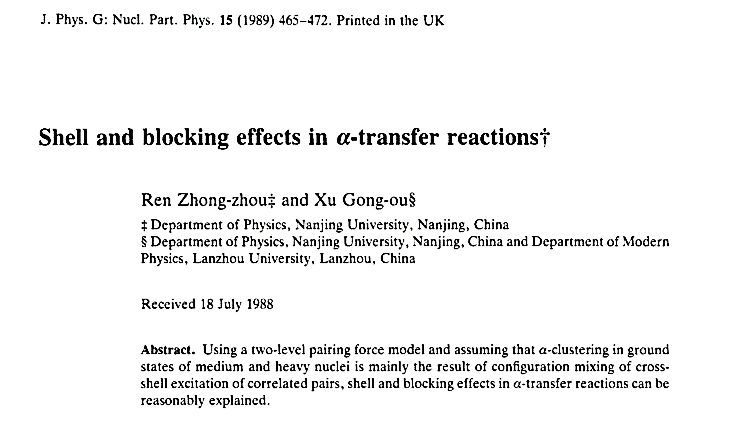 J. Phys. G: Nucl. Part. Phys. 15 (1989) 465–472. Printed in the UK
Shell and blocking effects in α-transfer reactions†
Ren Zhong-zhou‡ and Xu Gong-ou§
‡ Department of Physics, Nanjing University, Nanjing, China
§ Department of Physics, Nanjing University, Nanjing, China and Department of Modern
Physics, Lanzhou University, Lanzhou, China
Received 18 July 1988
Abstract. Using a two-level pairing force model and assuming that α-clustering in ground
states of medium and heavy nuclei is mainly the result of configuration mixing of cross-
shell excitation of correlated pairs, shell and blocking effects in α-transfer reactions can be
reasonably explained.